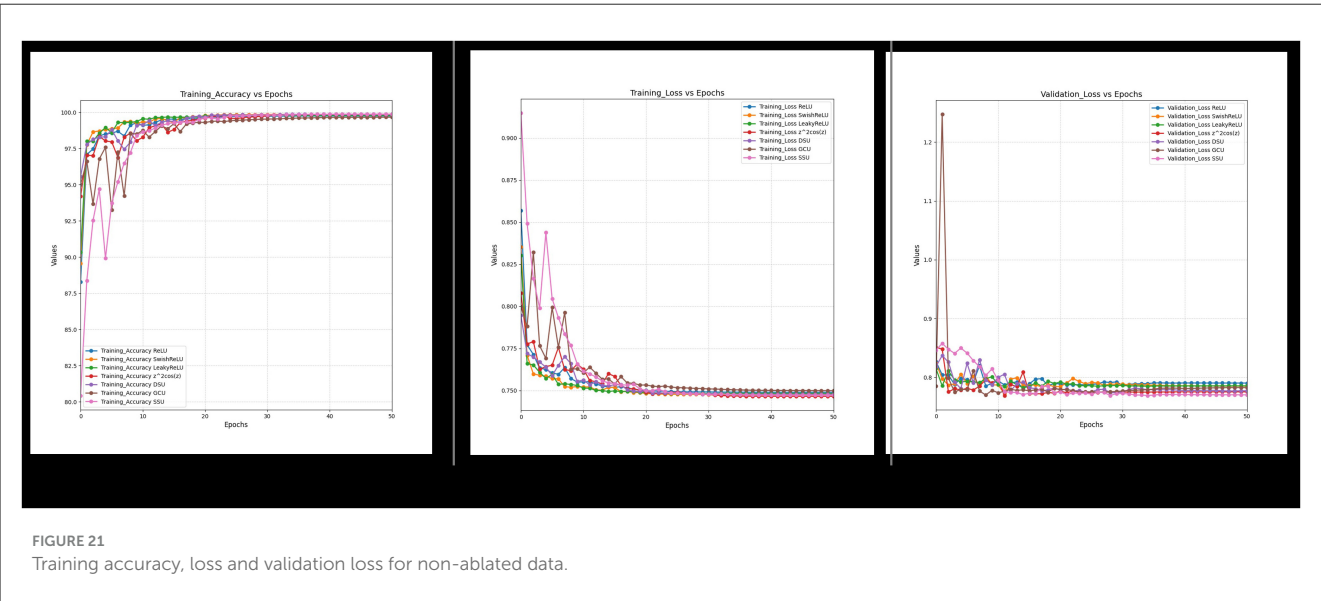 Training_Accuracy vs Epochs
100.0
97.5
95.0
92.5
90.0
87.5
85.0
82.5
80.0
Values
Training_Accuracy ReLU
Training_Accuracy SwishReLU
Training_Accuracy LeakyReLU
Training_Accuracy z^2cos(z)
Training_Accuracy DSU
Training_Accuracy GCU
Training_Accuracy SSU
0 10 20 30 40 50
Epochs
Training_Loss vs Epochs
0.900
0.875
0.850
0.825
0.800
0.775
0.750
Values
Training_Loss ReLU
Training_Loss SwishReLU
Training_Loss LeakyReLU
Training_Loss z^2cos(z)
Training_Loss DSU
Training_Loss GCU
Training_Loss SSU
0 10 20 30 40 50
Epochs
Validation_Loss vs Epochs
1.2
1.1
1.0
0.9
0.8
Values
Validation_Loss ReLU
Validation_Loss SwishReLU
Validation_Loss LeakyReLU
Validation_Loss z^2cos(z)
Validation_Loss DSU
Validation_Loss GCU
Validation_Loss SSU
0 10 20 30 40 50
Epochs
FIGURE 21
Training accuracy, loss and validation loss for non-ablated data.